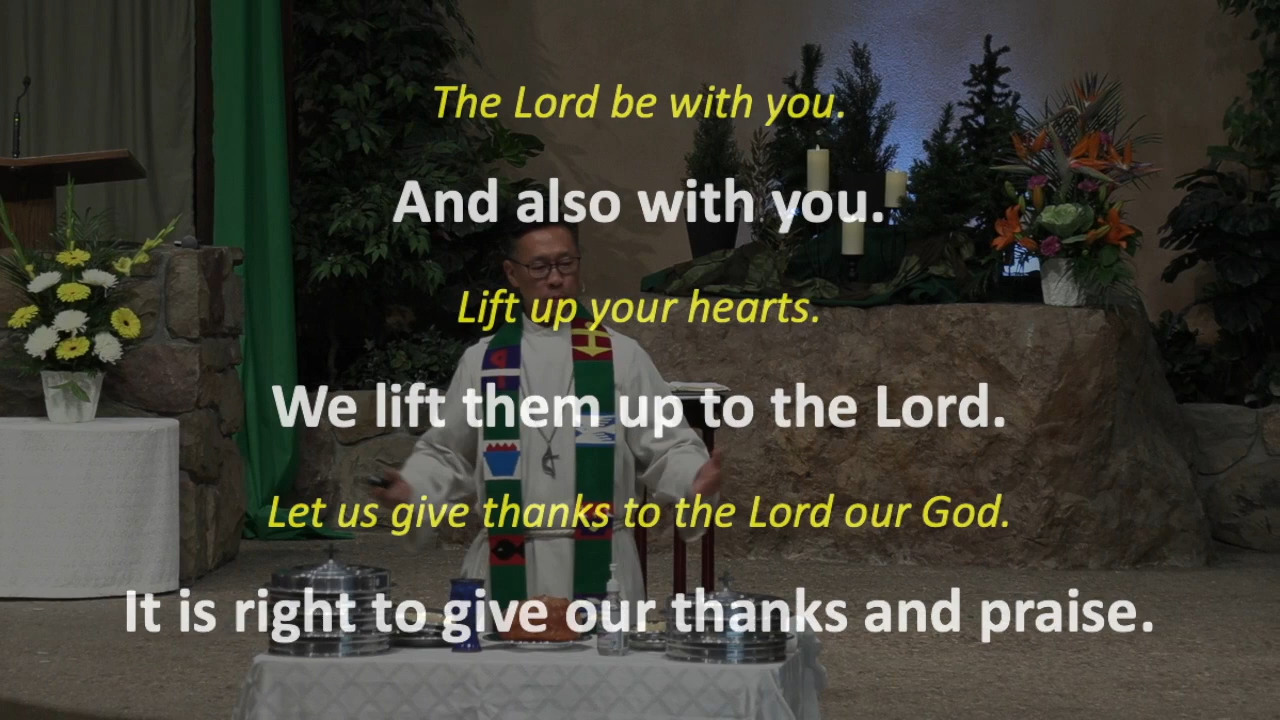 The Lord be with you.
And also with you.
Lift up your hearts.
We lift them up to the Lord.
Let us give thanks to the Lord our God.
It is right to give our thanks and praise.